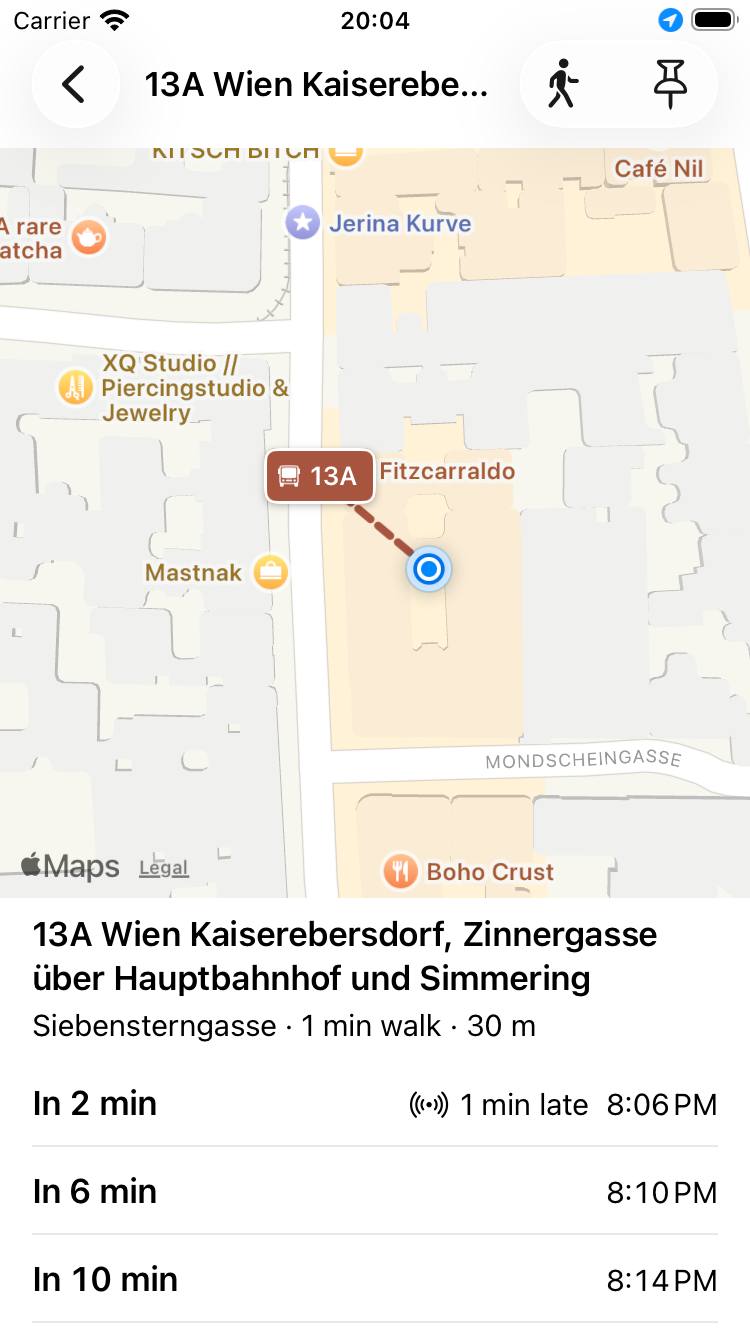 Carrier 20:04
13A Wien Kaiserebe...
KITSCH BITCH
Café Nil
A rare
atcha
Jerina Kurve
XQ Studio //
Piercingstudio &
Jewelry
13A
Fitzcarraldo
Mastnak
MONDSCHEINGASSE
Maps Legal
Boho Crust
13A Wien Kaiserebersdorf, Zinnergasse
über Hauptbahnhof und Simmering
Siebensterngasse · 1 min walk · 30 m
In 2 min 1 min late 8:06 PM
In 6 min 8:10 PM
In 10 min 8:14 PM